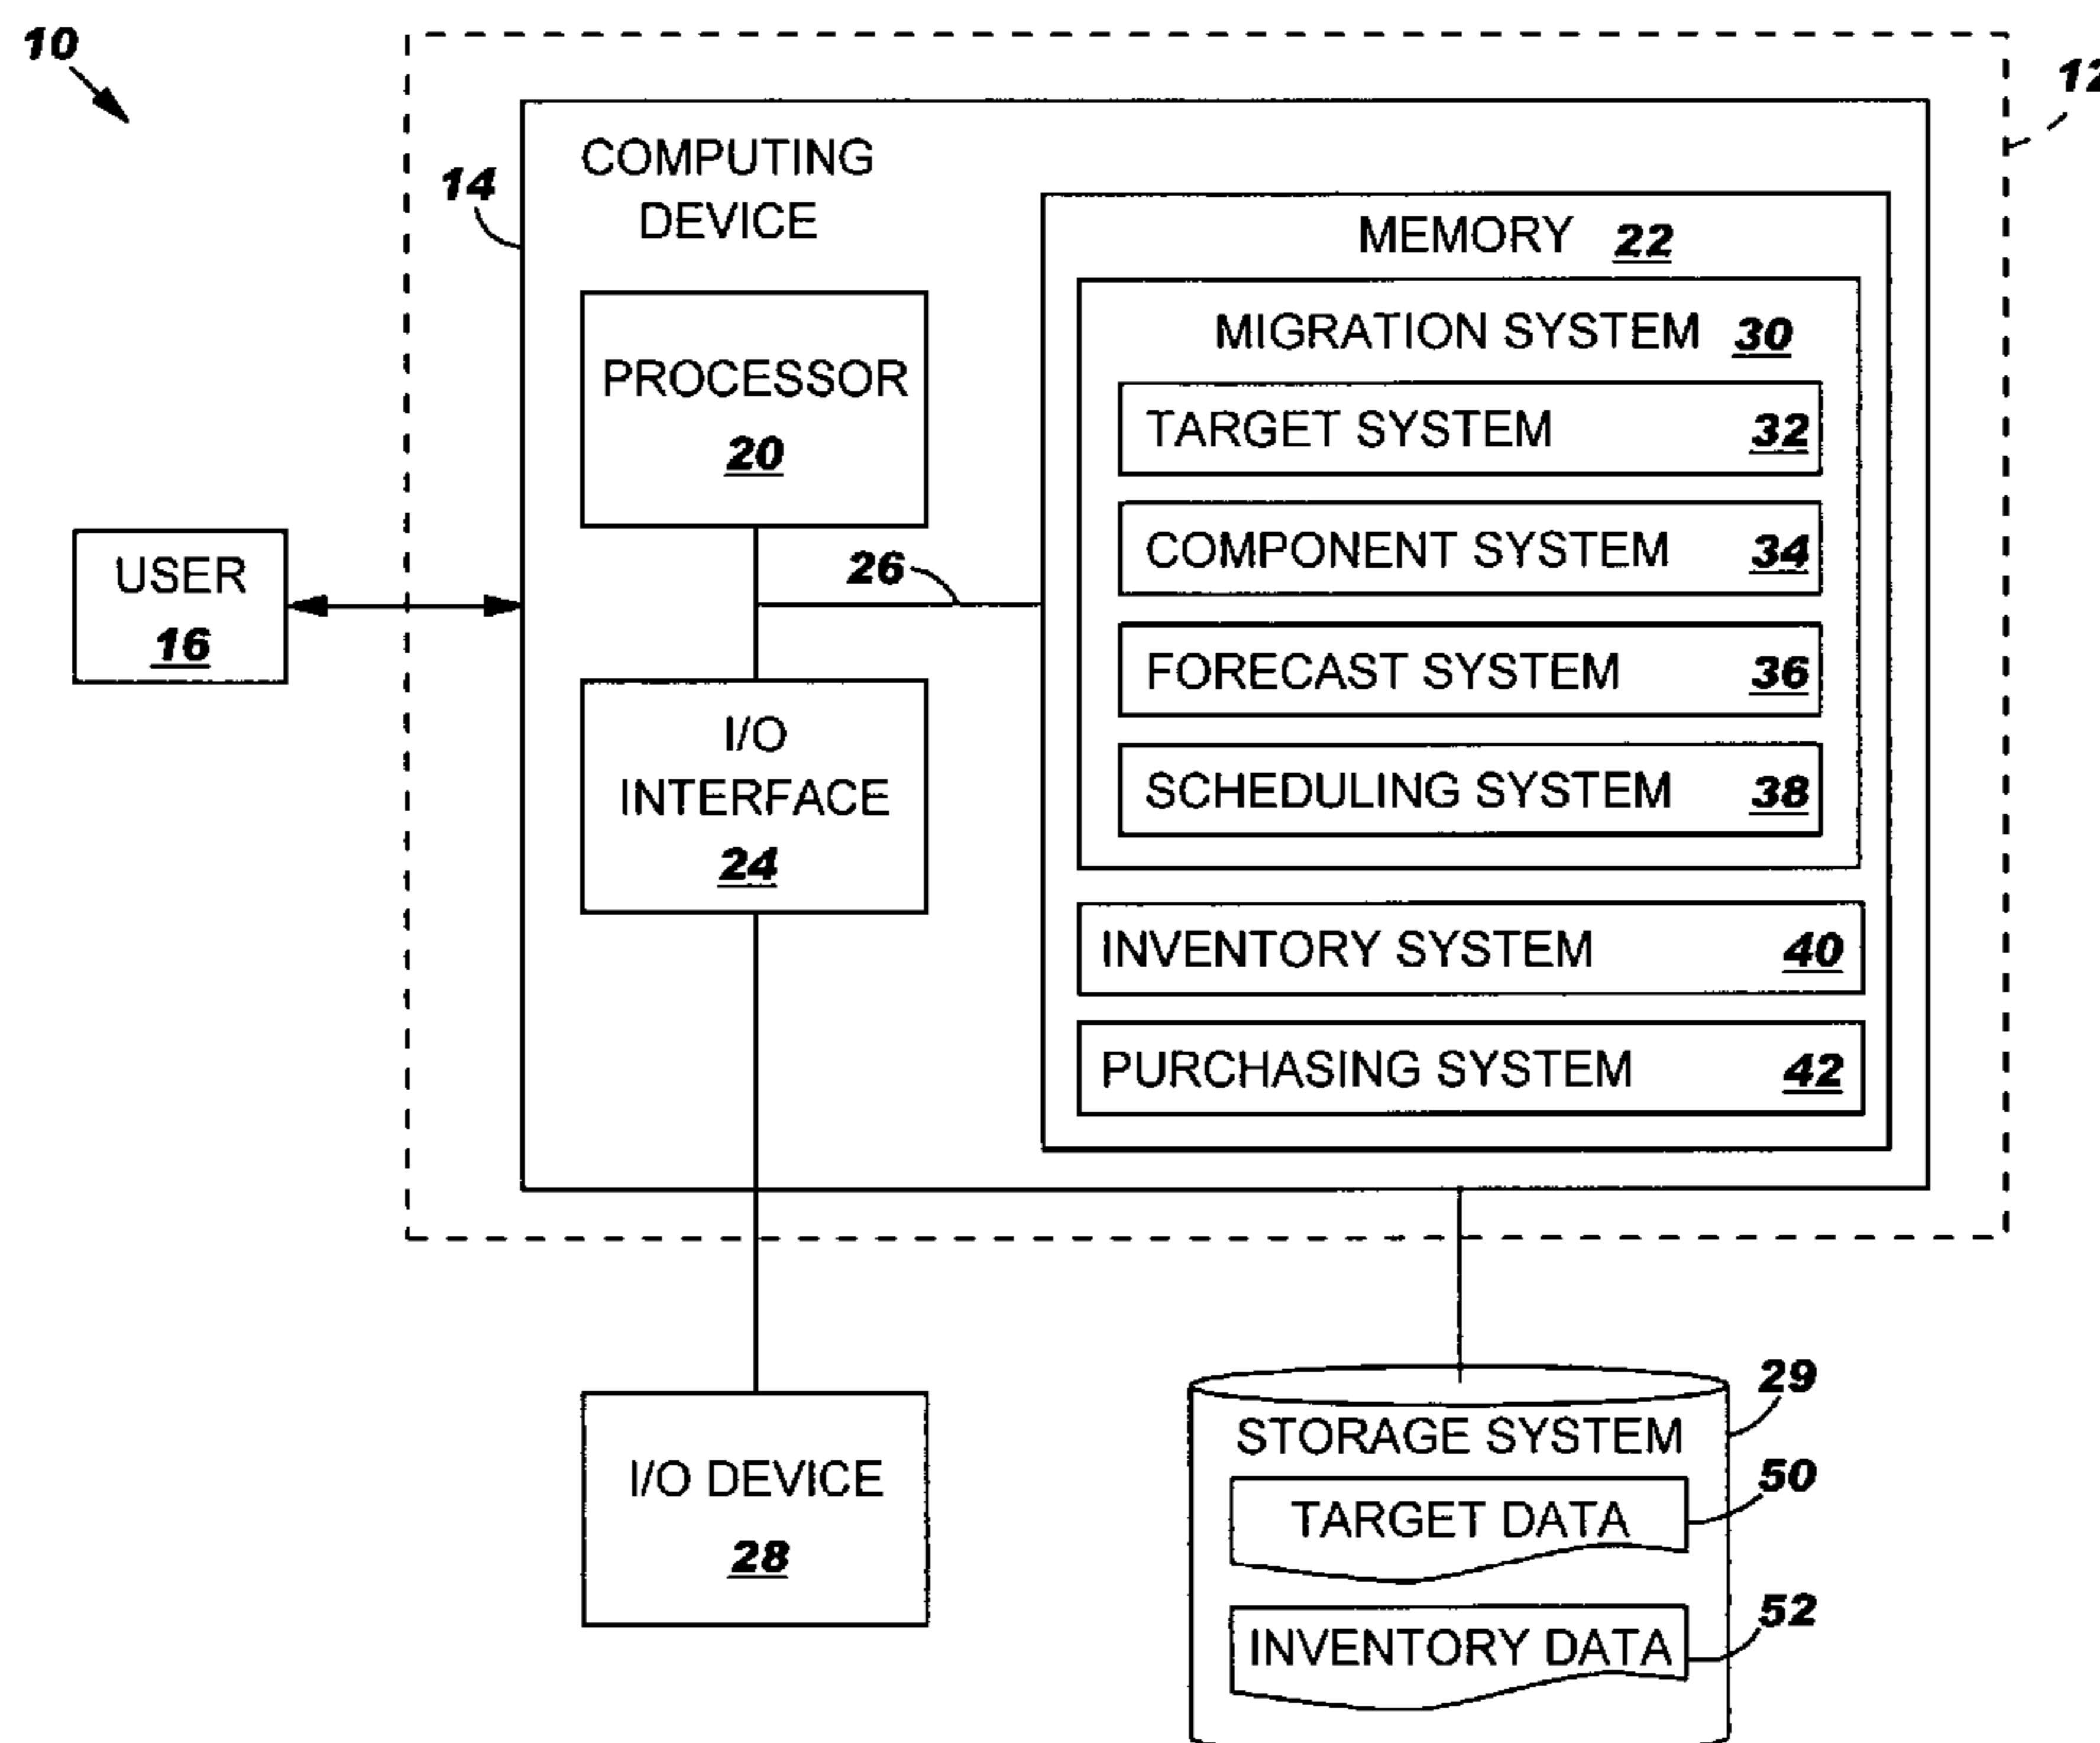 10
12
14
COMPUTING
DEVICE
MEMORY 22
MIGRATION SYSTEM 30
PROCESSOR
20
TARGET SYSTEM 32
COMPONENT SYSTEM 34
26
USER
16
FORECAST SYSTEM 36
I/O
INTERFACE
24
SCHEDULING SYSTEM 38
INVENTORY SYSTEM 40
PURCHASING SYSTEM 42
29
STORAGE SYSTEM
I/O DEVICE
28
50
TARGET DATA
52
INVENTORY DATA